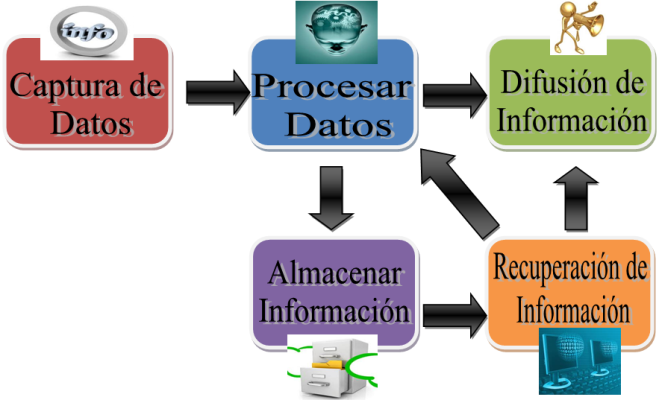 info
Captura de
Datos
Procesar
Datos
Difusión de
Información
Almacenar
Información
Recuperación de
Información